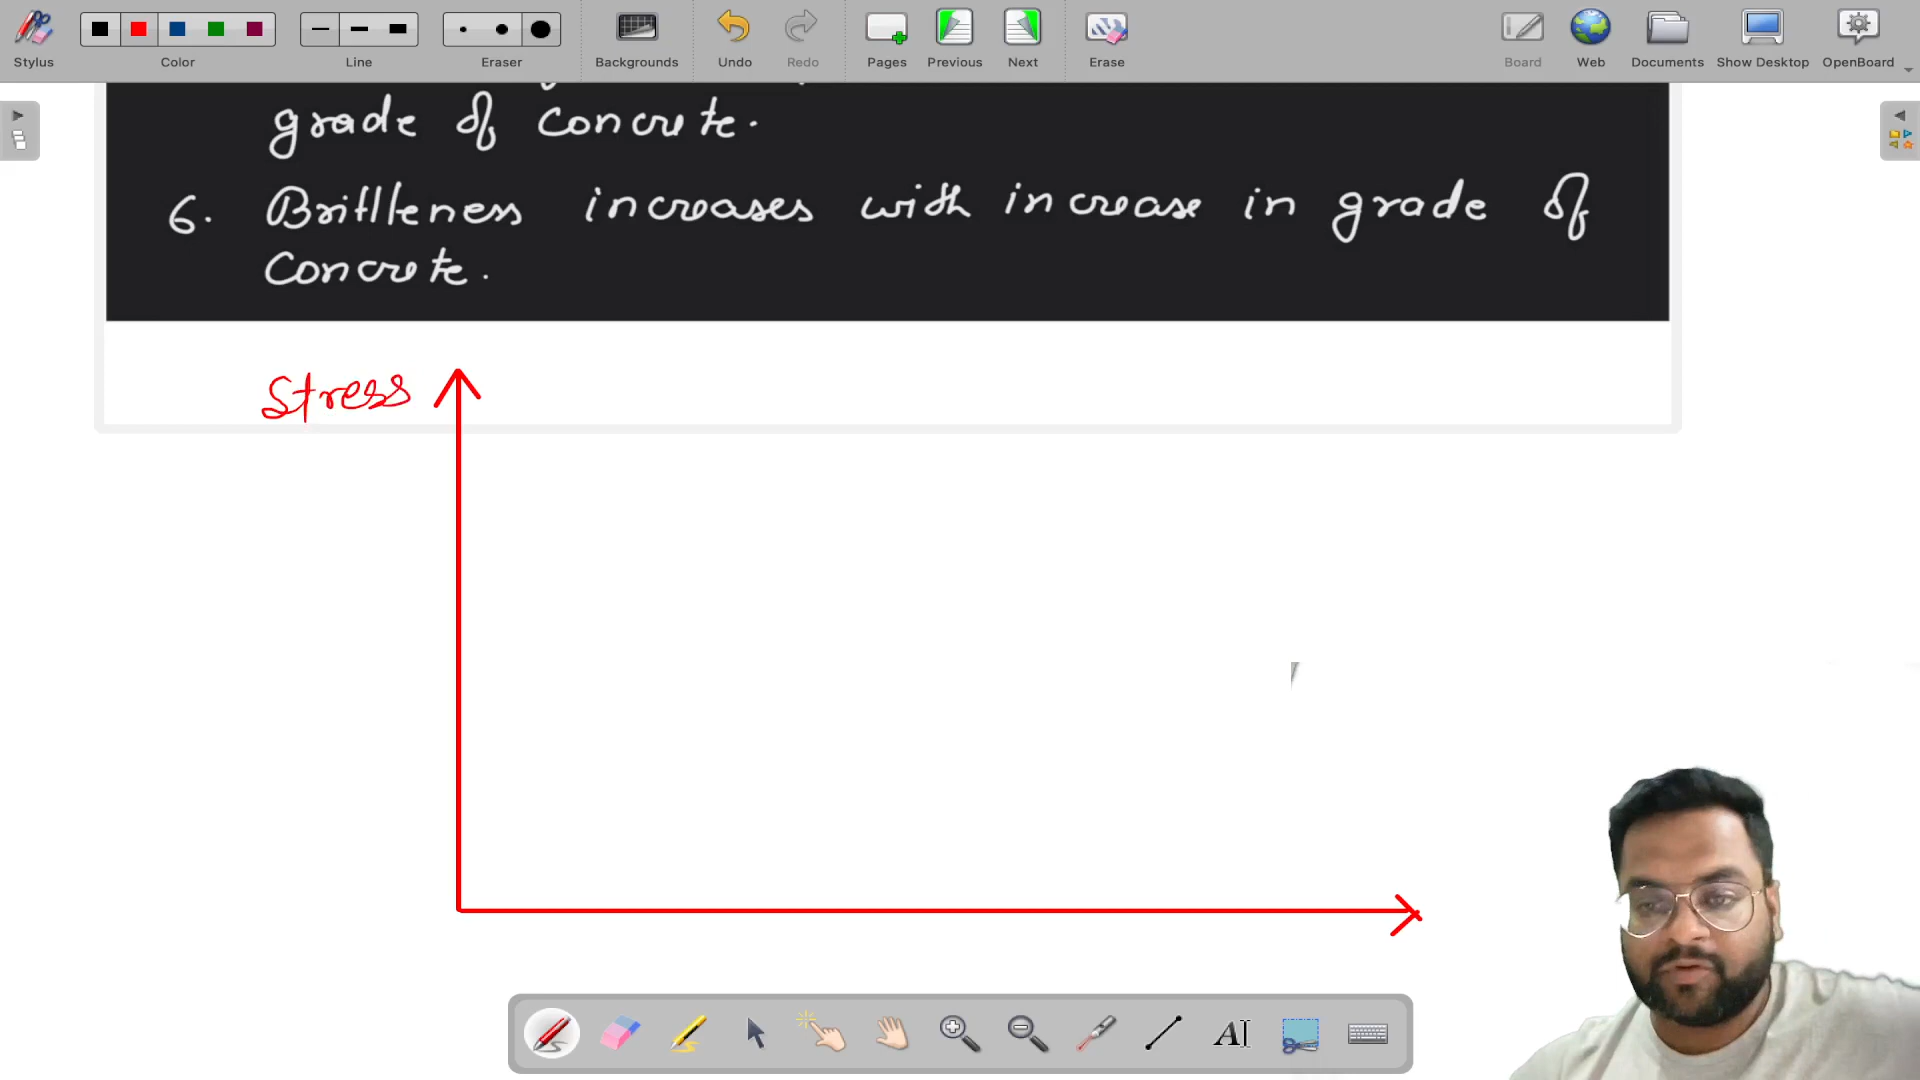 Stylus
Color
Line
Eraser
Backgrounds
Undo
Redo
Pages
Previous
Next
Erase
Board
Web
Documents
Show Desktop
OpenBoard
grade of concrete.
6. Brittleness increases with increase in grade of
Concrete.
Stress